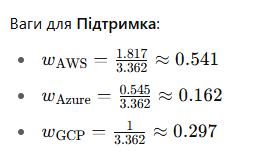 Ваги для Підтримка:
• w_AWS = 1.817/3.362 ≈ 0.541
• w_Azure = 0.545/3.362 ≈ 0.162
• w_GCP = 1/3.362 ≈ 0.297